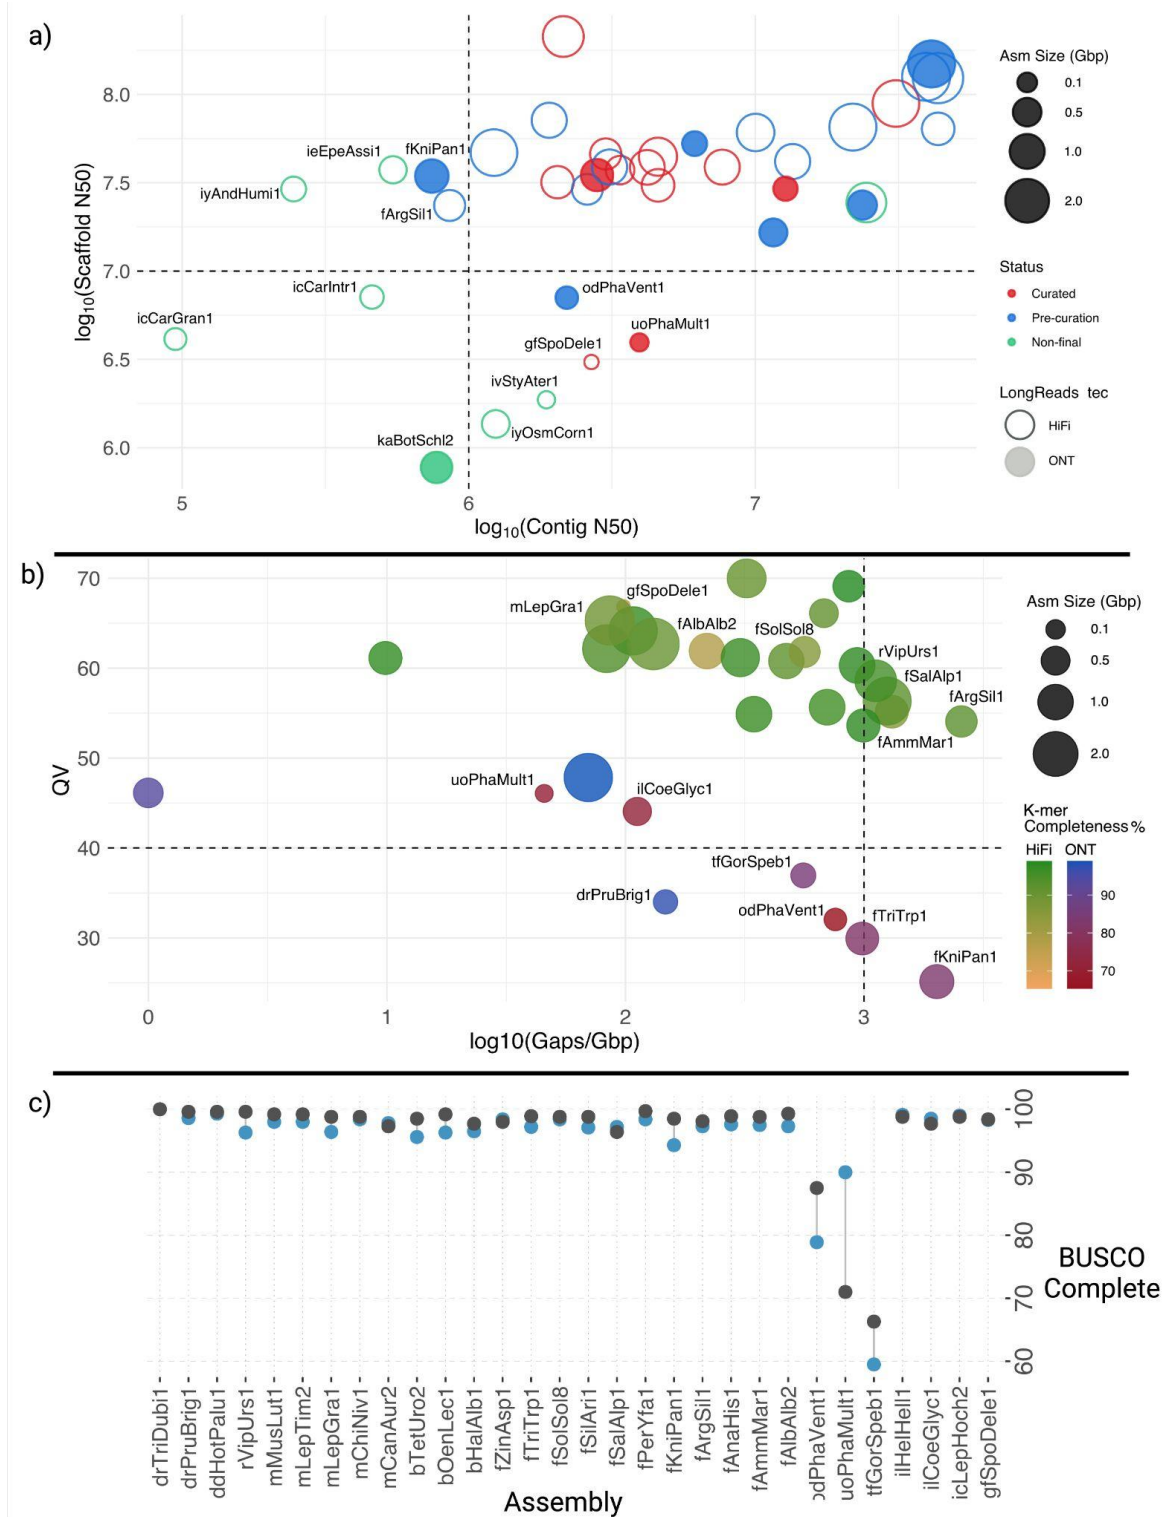 a)
log10(Scaffold N50)
8.0
7.5
7.0
6.5
6.0
ieEpeAssi1
fKniPan1
iyAndHumi1
fArgSil1
icCarIntr1
odPhaVent1
icCarGran1
uoPhaMult1
gfSpoDele1
ivStyAter1
iyOsmCorn1
kaBotSchl2
5
6
7
log10(Contig N50)
Asm Size (Gbp)
0.1
0.5
1.0
2.0
Status
Curated
Pre-curation
Non-final
LongReads tec
HiFi
ONT
b)
QV
70
60
50
40
30
gfSpoDele1
mLepGra1
fAlbAlb2
fSolSol8
rVipUrs1
fSalAlp1
fArgSil1
fAmmMar1
uoPhaMult1
ilCoeGlyc1
tfGorSpeb1
drPruBrig1
odPhaVent1
fTriTrp1
fKniPan1
0
1
2
3
log10(Gaps/Gbp)
Asm Size (Gbp)
0.1
0.5
1.0
2.0
K-mer
Completeness %
HiFi ONT
90
80
70
c)
100
90
80
70
60
BUSCO
Complete
drTriDubi1
drPruBrig1
ddHotPalu1
rVipUrs1
mMusLut1
mLepTim2
mLepGra1
mChiNiv1
mCanAur2
bTetUro2
bOenLec1
bHalAlb1
fZinAsp1
fTriTrp1
fSolSol8
fSilAri1
fSalAlp1
fPerYfa1
fKniPan1
fArgSil1
fAnaHis1
fAmmMar1
fAlbAlb2
odPhaVent1
uoPhaMult1
tfGorSpeb1
ilHelHell1
ilCoeGlyc1
icLepHoch2
gfSpoDele1
Assembly